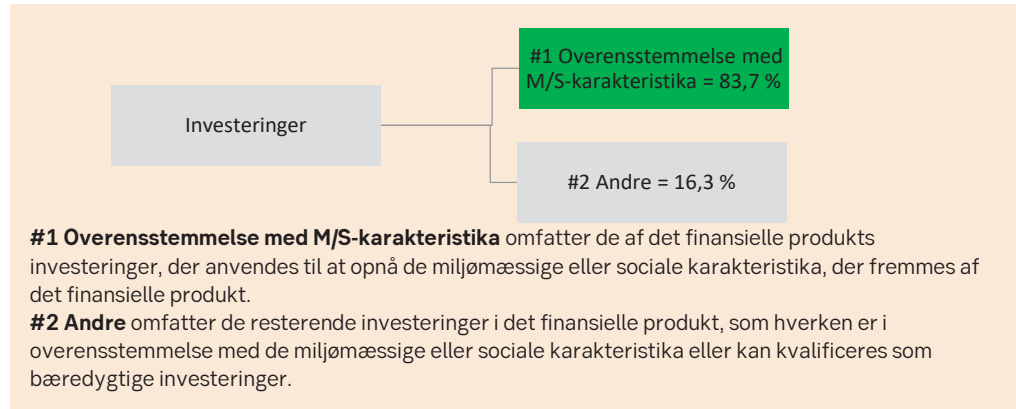 #1 Overensstemmelse med
M/S-karakteristika = 83,7 %
Investeringer
#2 Andre = 16,3 %
#1 Overensstemmelse med M/S-karakteristika omfatter de af det finansielle produkts
investeringer, der anvendes til at opnå de miljømæssige eller sociale karakteristika, der fremmes af
det finansielle produkt.
#2 Andre omfatter de resterende investeringer i det finansielle produkt, som hverken er i
overensstemmelse med de miljømæssige eller sociale karakteristika eller kan kvalificeres som
bæredygtige investeringer.